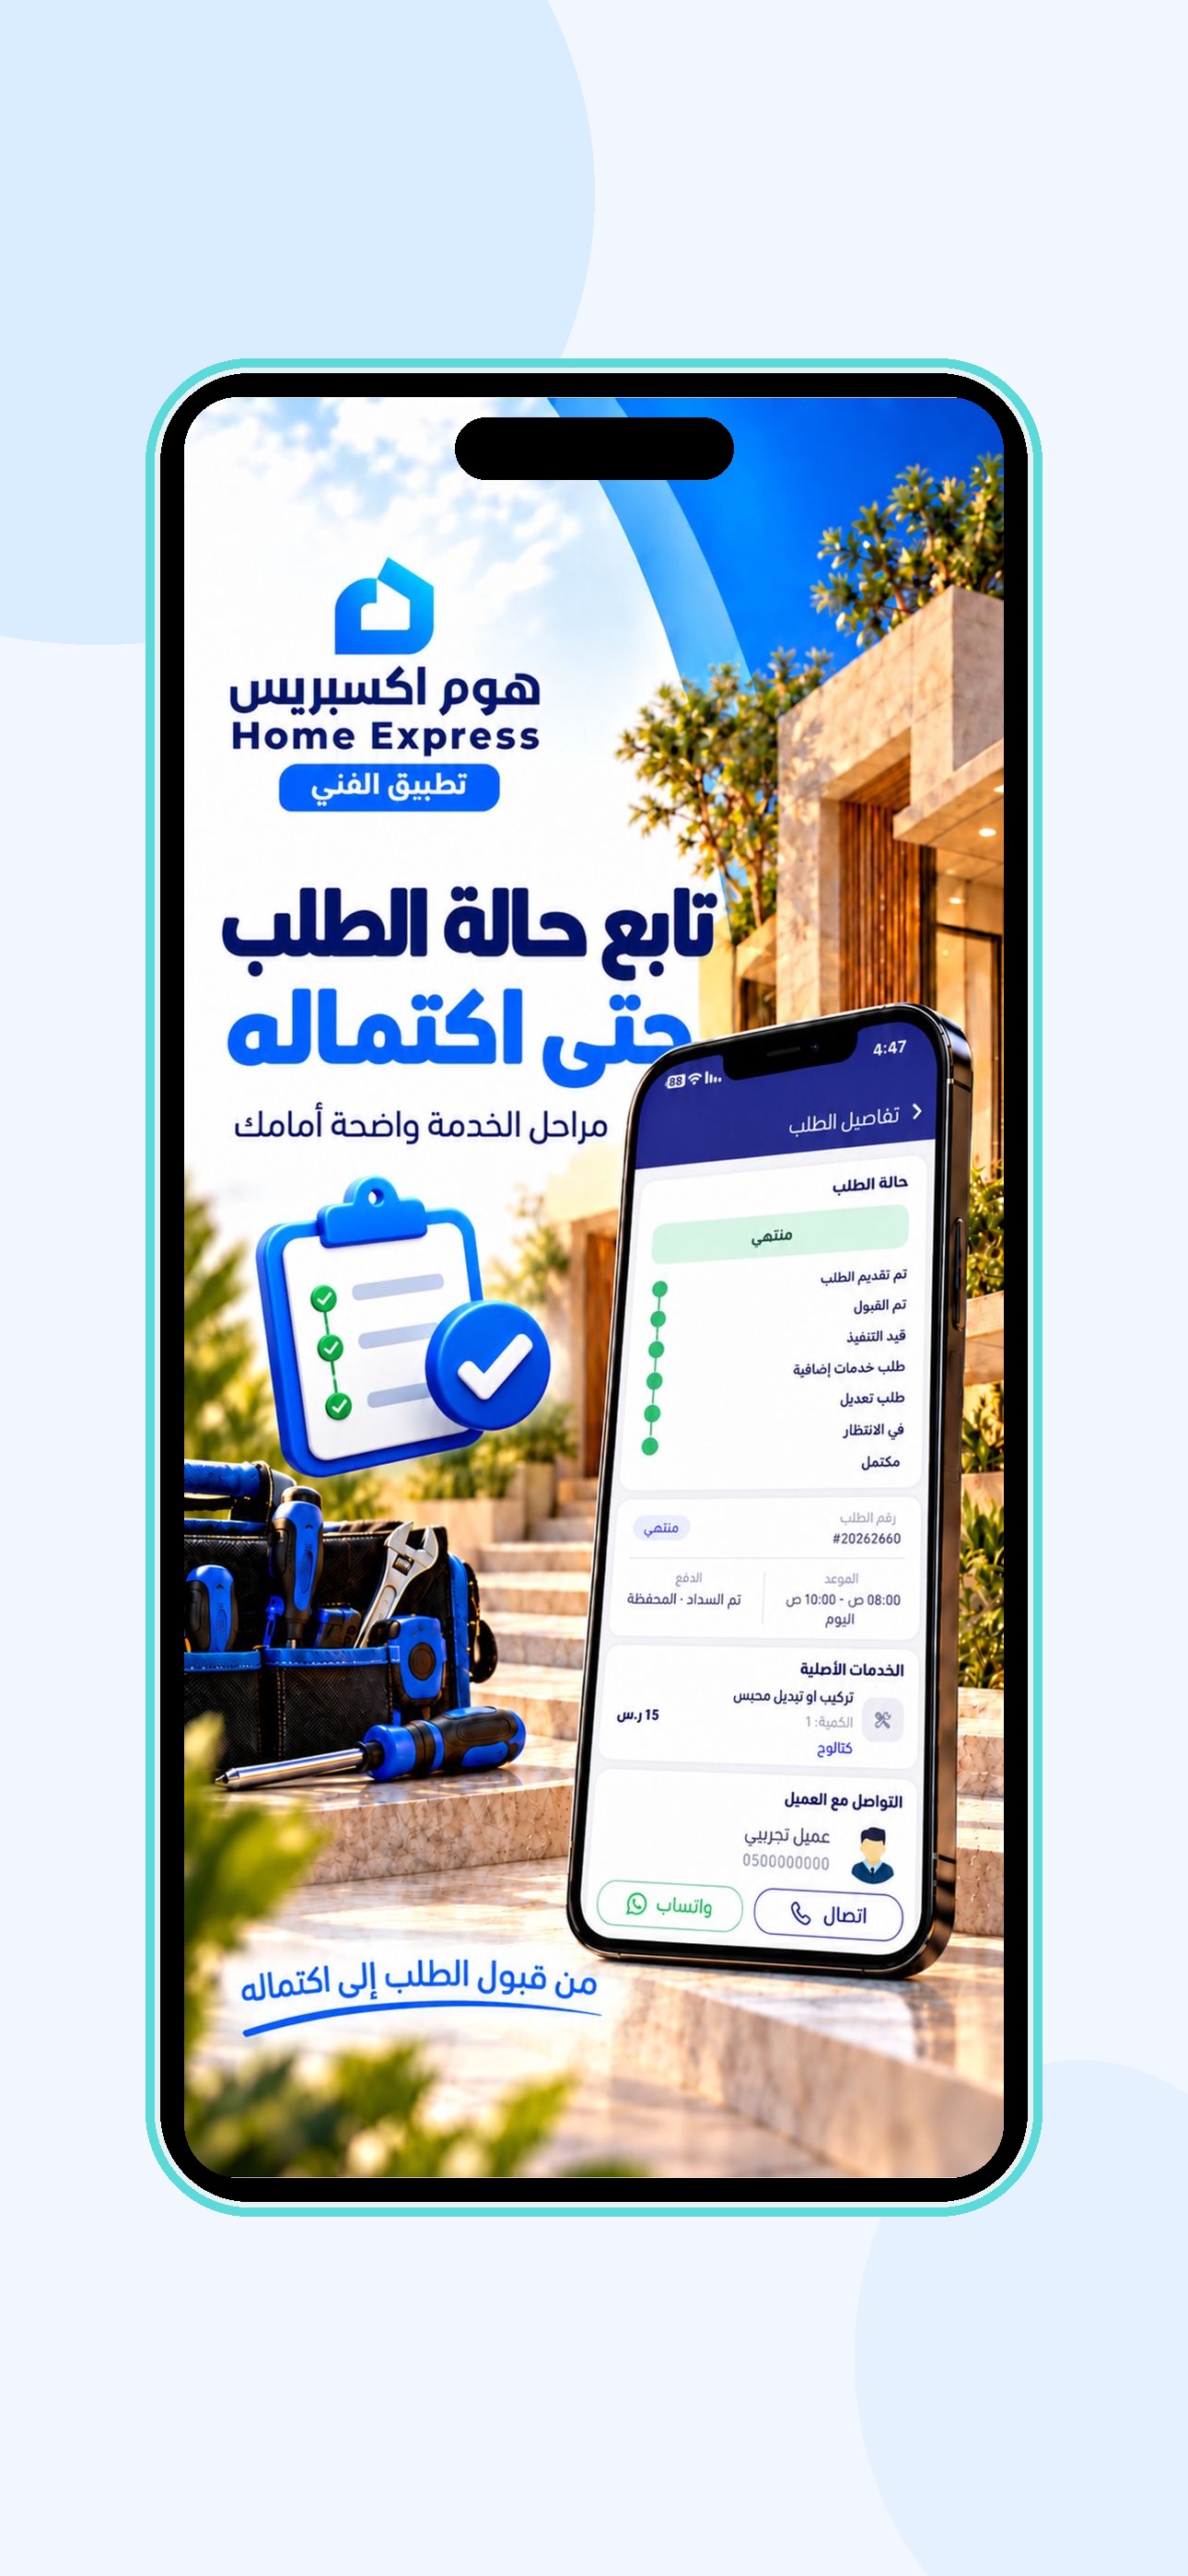 هوم اكسبريس
Home Express
تطبيق الفني
تابع حالة الطلب
حتى اكتماله
مراحل الخدمة واضحة أمامك
4:47
88
تفاصيل الطلب
حالة الطلب
منتهي
تم تقديم الطلب
تم القبول
قيد التنفيذ
طلب خدمات إضافية
طلب تعديل
في الانتظار
مكتمل
رقم الطلب
#20262660
منتهي
الموعد
08:00 ص - 10:00 ص
اليوم
الدفع
تم السداد · المحفظة
الخدمات الأصلية
تركيب او تبديل محبس
الكمية: 1
كتالوج
15 ر.س
التواصل مع العميل
عميل تجريبي
0500000000
اتصال
واتساب
من قبول الطلب إلى اكتماله